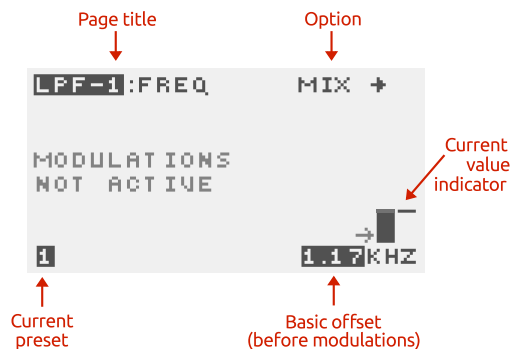 Page title
Option
LPF-1:FREQ
MIX →
MODULATIONS
NOT ACTIVE
Current
value
indicator
1
1.17KHZ
Current
preset
Basic offset
(before modulations)